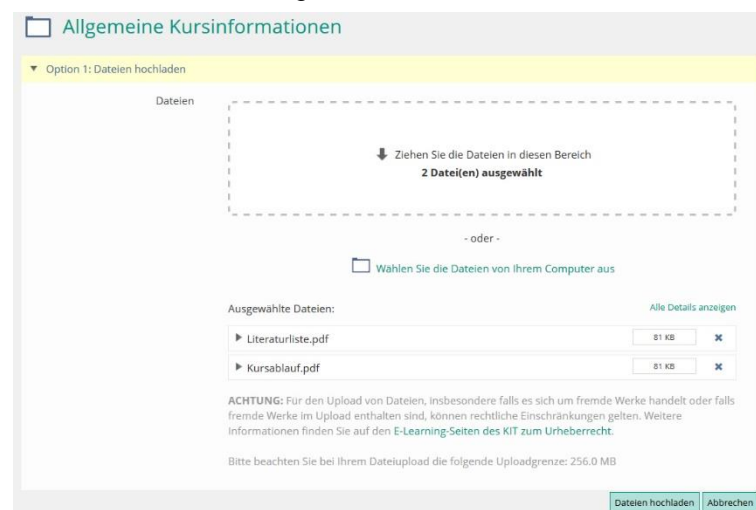 Allgemeine Kursinformationen
Option 1: Dateien hochladen
Dateien
Ziehen Sie die Dateien in diesen Bereich
2 Datei(en) ausgewählt
- oder -
Wählen Sie die Dateien von Ihrem Computer aus
Ausgewählte Dateien:
Alle Details anzeigen
Literaturliste.pdf 81 KB
Kursablauf.pdf 81 KB
ACHTUNG: Für den Upload von Dateien, insbesondere falls es sich um fremde Werke handelt oder falls
fremde Werke im Upload enthalten sind, können rechtliche Einschränkungen gelten. Weitere
Informationen finden Sie auf den E-Learning-Seiten des KIT zum Urheberrecht.
Bitte beachten Sie bei Ihrem Dateiupload die folgende Uploadgrenze: 256.0 MB
Dateien hochladen Abbrechen